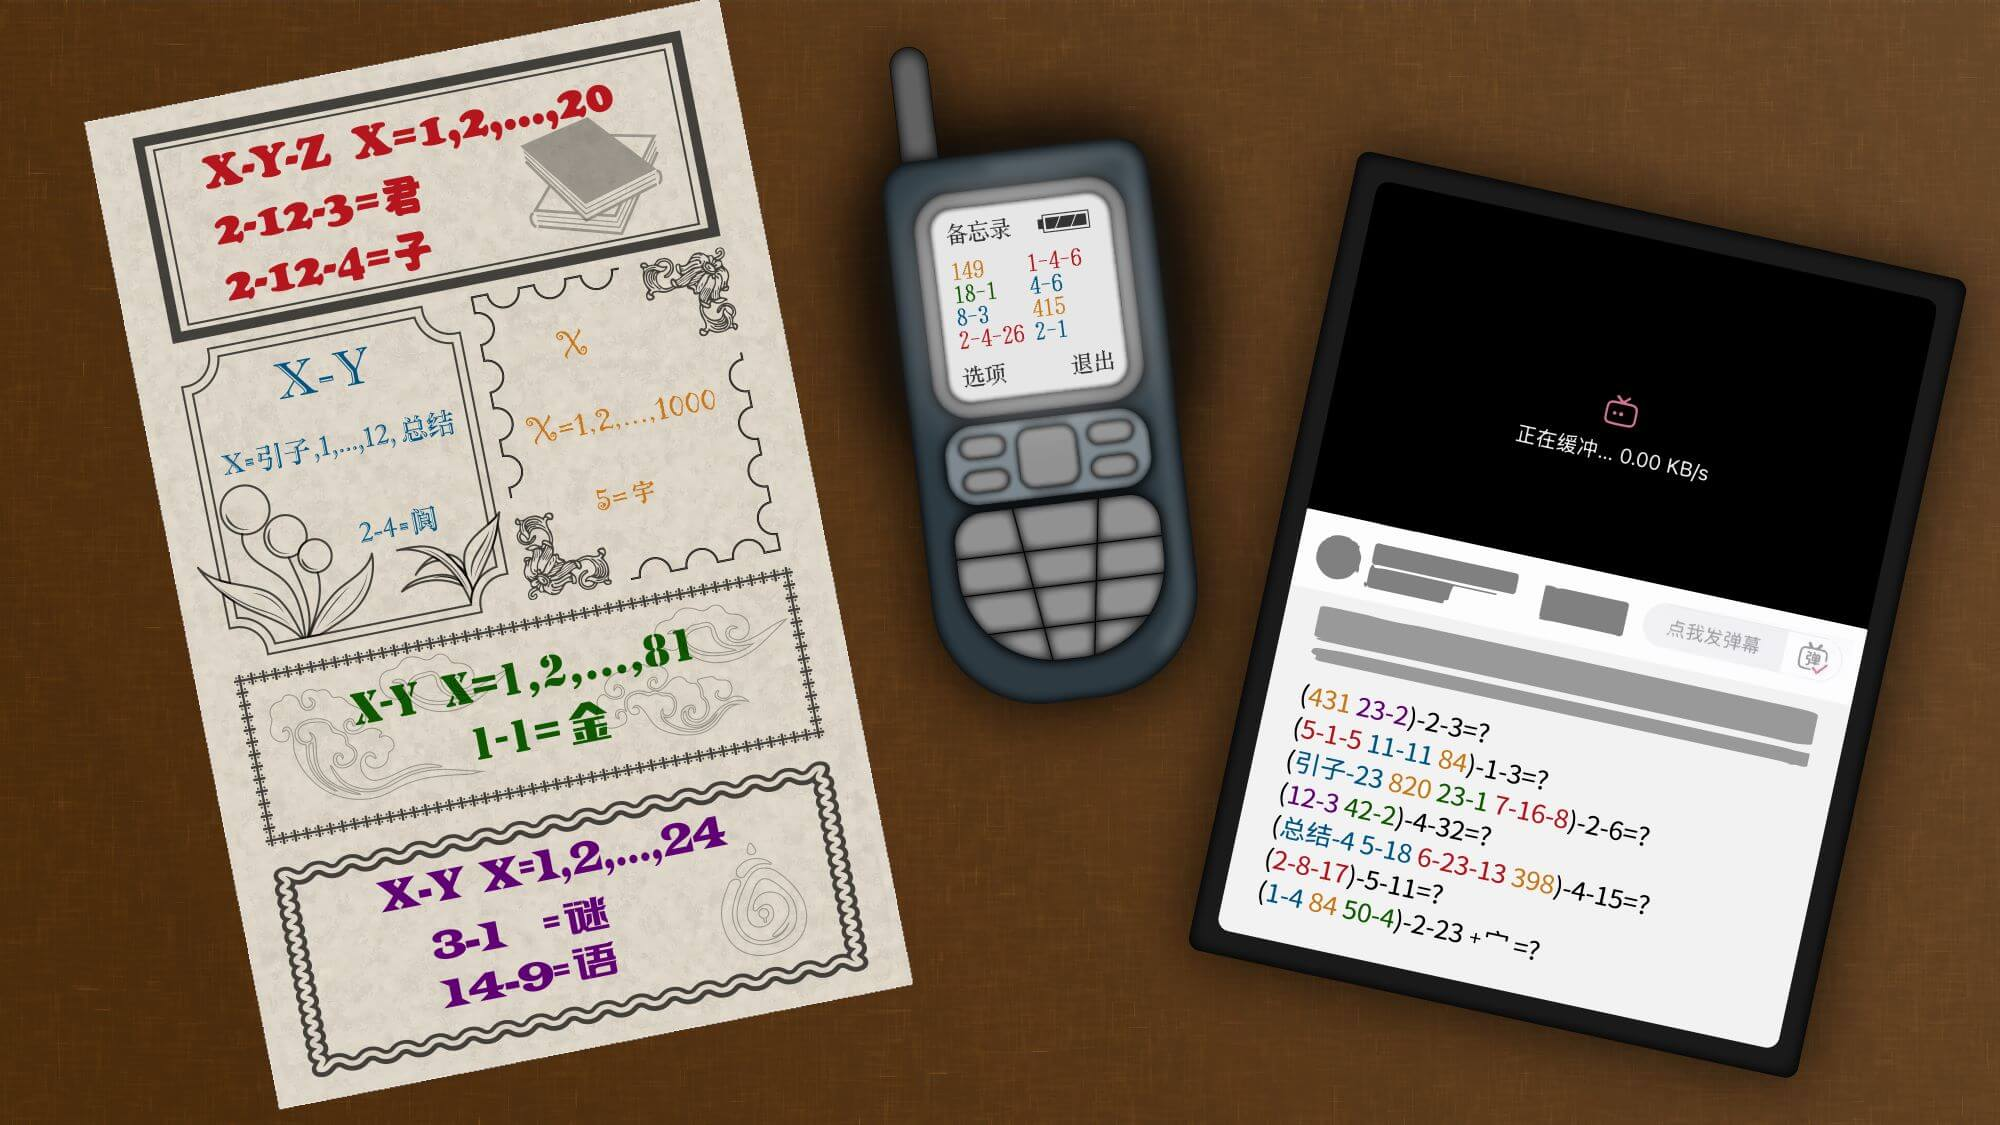 X-Y-Z X=1,2,...,20
2-12-3=君
2-12-4=子
X-Y
X=引子,1,...,12,总结
2-4=阆
X
X=1,2,...,1000
5=宇
X-Y X=1,2,...,81
1-1=金
X-Y X=1,2,...,24
3-1 =谜
14-9=语
备忘录
149 1-4-6
18-1 4-6
8-3 415
2-4-26 2-1
选项 退出
正在缓冲... 0.00 KB/s
点我发弹幕 弹
(431 23-2)-2-3=?
(5-1-5 11-11 84)-1-3=?
(引子-23 820 23-1 7-16-8)-2-6=?
(12-3 42-2)-4-32=?
(总结-4 5-18 6-23-13 398)-4-15=?
(2-8-17)-5-11=?
(1-4 84 50-4)-2-23 + 宀 =?